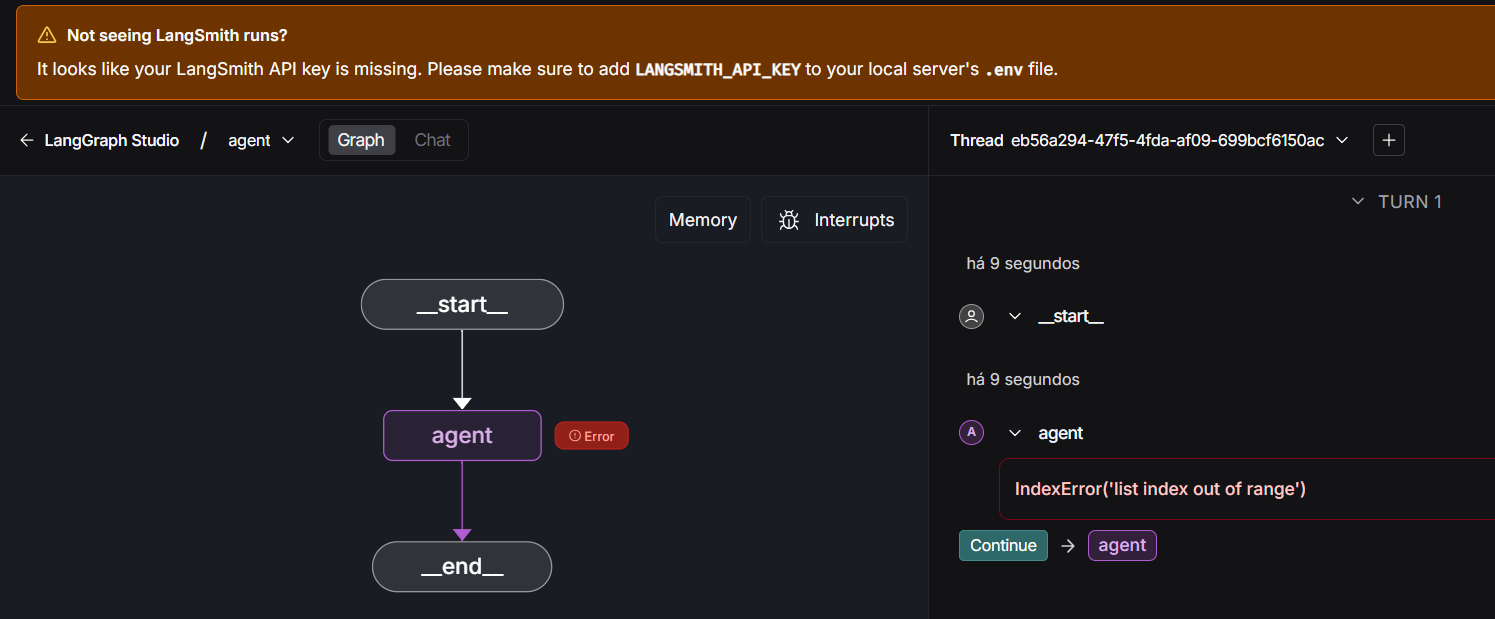 Not seeing LangSmith runs?
It looks like your LangSmith API key is missing. Please make sure to add LANGSMITH_API_KEY to your local server's .env file.
LangGraph Studio / agent Graph Chat
Memory Interrupts
__start__
agent Error
__end__
Thread eb56a294-47f5-4fda-af09-699bcf6150ac
TURN 1
há 9 segundos
__start__
há 9 segundos
A agent
IndexError('list index out of range')
Continue → agent